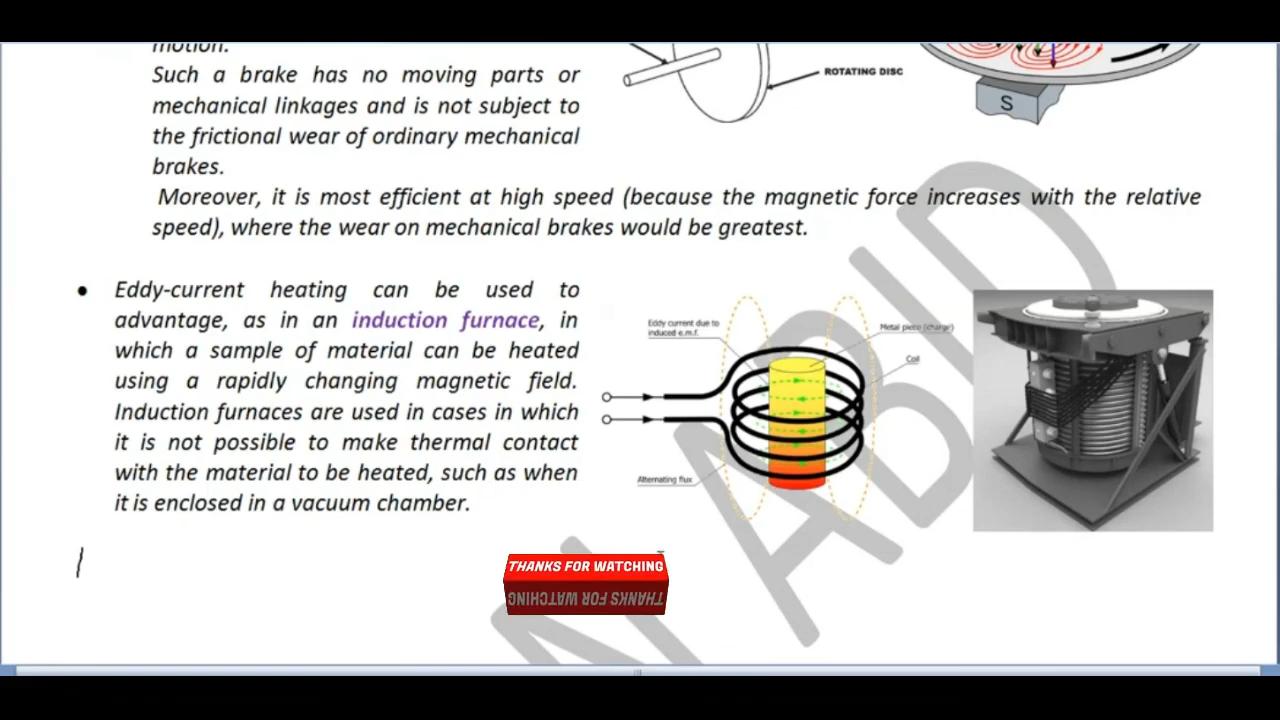 motion.
Such a brake has no moving parts or
mechanical linkages and is not subject to
the frictional wear of ordinary mechanical
brakes.
Moreover, it is most efficient at high speed (because the magnetic force increases with the relative
speed), where the wear on mechanical brakes would be greatest.
ROTATING DISC
S
• Eddy-current heating can be used to
advantage, as in an induction furnace, in
which a sample of material can be heated
using a rapidly changing magnetic field.
Induction furnaces are used in cases in which
it is not possible to make thermal contact
with the material to be heated, such as when
it is enclosed in a vacuum chamber.
Eddy current due to
induced e.m.f.
Metal piece (charge)
Coil
Alternating flux
THANKS FOR WATCHING
THANKS FOR WATCHING
N ABID